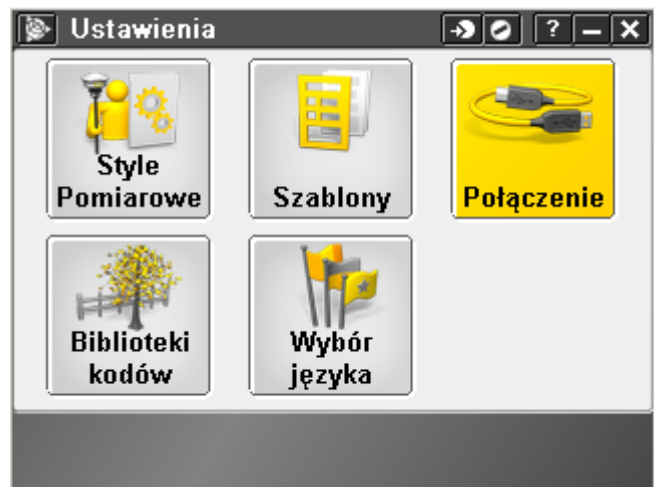 Ustawienia
?
Style
Pomiarowe
Szablony
Połączenie
Biblioteki
kodów
Wybór
języka